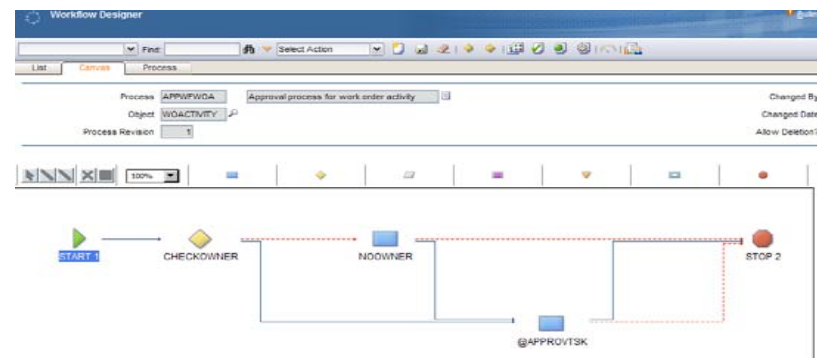 Workflow Designer
Find:
Select Action
List Canvas Process
Process APPWFWOA Approval process for work order activity Changed By
Object WOACTIVITY Changed Date
Process Revision 1 Allow Deletion?
100%
START 1 CHECKOWNER NOOWNER STOP 2
@APPROVTSK